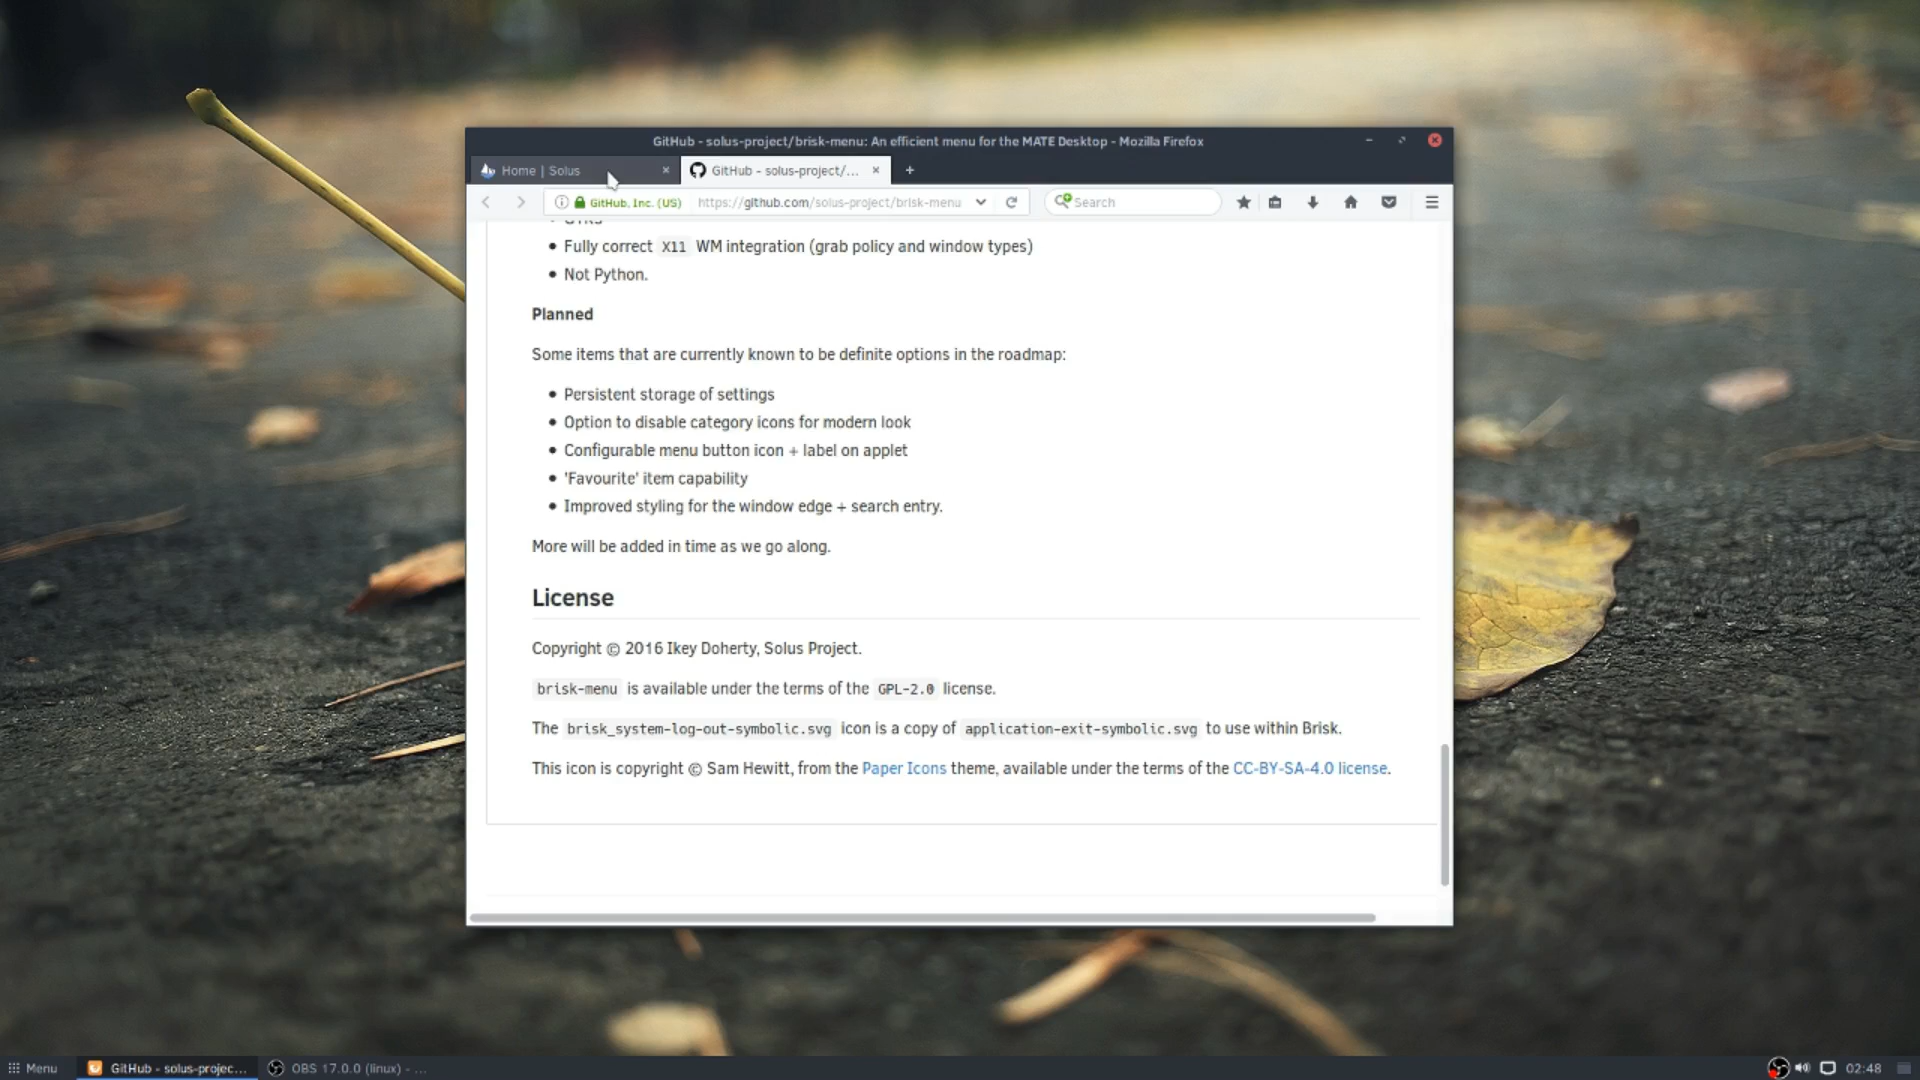 GitHub - solus-project/brisk-menu: An efficient menu for the MATE Desktop - Mozilla Firefox
Home | Solus
GitHub - solus-project/...
GitHub, Inc. (US)
https://github.com/solus-project/brisk-menu
Search
Fully correct X11 WM integration (grab policy and window types)
Not Python.
Planned
Some items that are currently known to be definite options in the roadmap:
Persistent storage of settings
Option to disable category icons for modern look
Configurable menu button icon + label on applet
'Favourite' item capability
Improved styling for the window edge + search entry.
More will be added in time as we go along.
License
Copyright © 2016 Ikey Doherty, Solus Project.
brisk-menu is available under the terms of the GPL-2.0 license.
The brisk_system-log-out-symbolic.svg icon is a copy of application-exit-symbolic.svg to use within Brisk.
This icon is copyright © Sam Hewitt, from the Paper Icons theme, available under the terms of the CC-BY-SA-4.0 license.
Menu
GitHub - solus-projec...
OBS 17.0.0 (linux) - ...
02:48